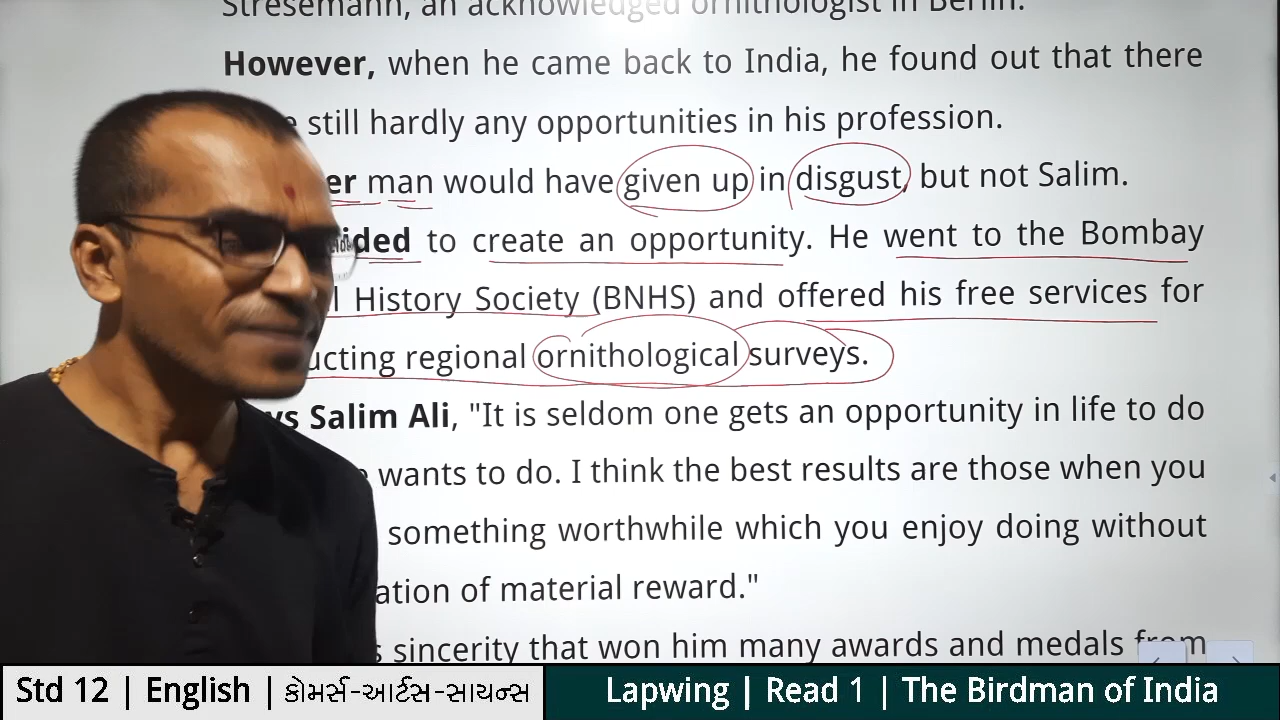 Stresemann, an acknowledged ornithologist in Berlin.
However, when he came back to India, he found out that there
still hardly any opportunities in his profession.
man would have given up in disgust, but not Salim.
to create an opportunity. He went to the Bombay
History Society (BNHS) and offered his free services for
regional ornithological surveys.
Salim Ali, "It is seldom one gets an opportunity in life to do
wants to do. I think the best results are those when you
something worthwhile which you enjoy doing without
of material reward."
sincerity that won him many awards and medals from
Std 12 | English | કોમર્સ-આર્ટસ-સાયન્સ
Lapwing | Read 1 | The Birdman of India